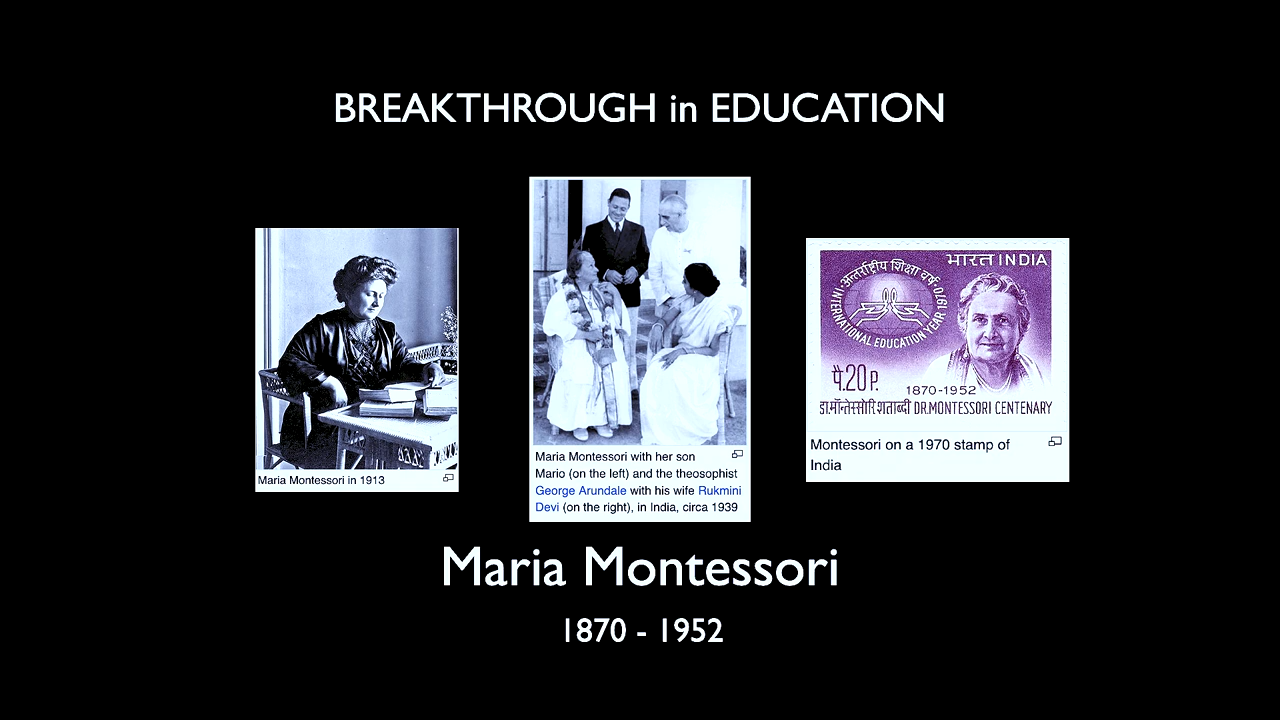 BREAKTHROUGH in EDUCATION
Maria Montessori in 1913
Maria Montessori with her son
Mario (on the left) and the theosophist
George Arundale with his wife Rukmini
Devi (on the right), in India, circa 1939
भारत INDIA
अंतर्राष्ट्रीय शिक्षा वर्ष
INTERNATIONAL EDUCATION YEAR 1970
पै.20 P.
1870-1952
डा.मॉन्तेस्सोरि शताब्दी DR.MONTESSORI CENTENARY
Montessori on a 1970 stamp of
India
Maria Montessori
1870 - 1952